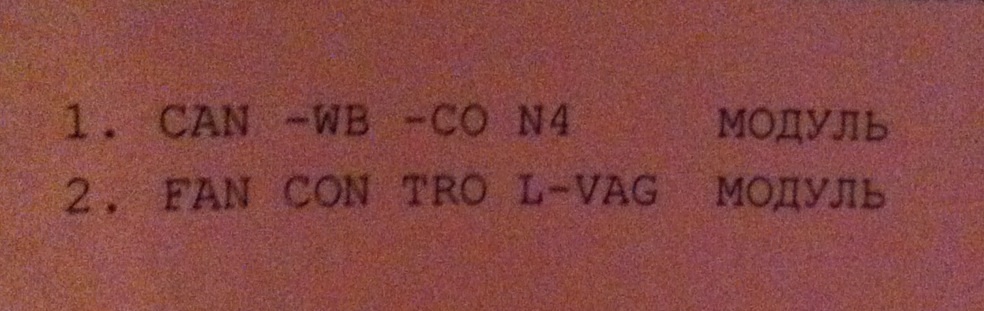 1. CAN -WB -CO N4 МОДУЛЬ
2. FAN CON TRO L-VAG МОДУЛЬ